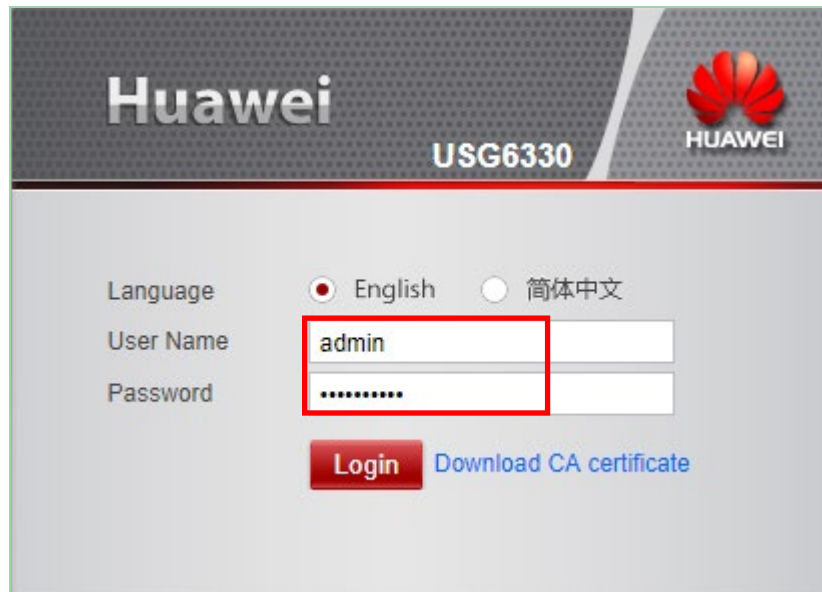 Huawei
HUAWEI
USG6330
Language English 简体中文
User Name admin
Password ••••••••••
Login Download CA certificate